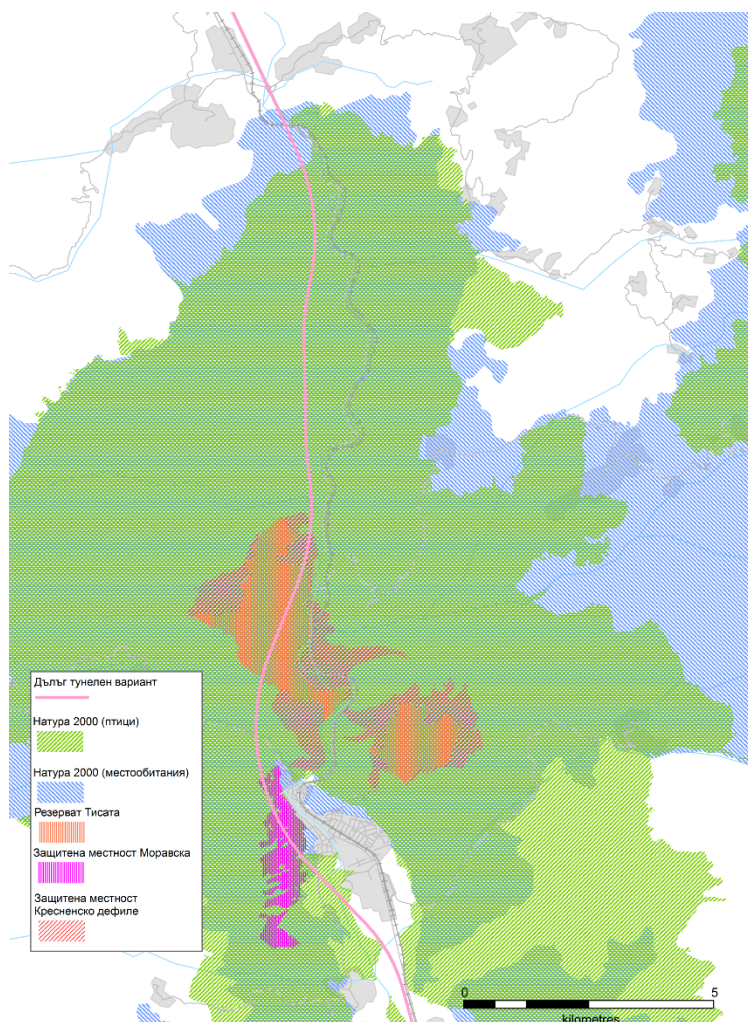 Дълъг тунелен вариант
Натура 2000 (птици)
Натура 2000 (местообитания)
Резерват Тисата
Защитена местност Моравска
Защитена местност
Кресненско дефиле
0 5
kilometres